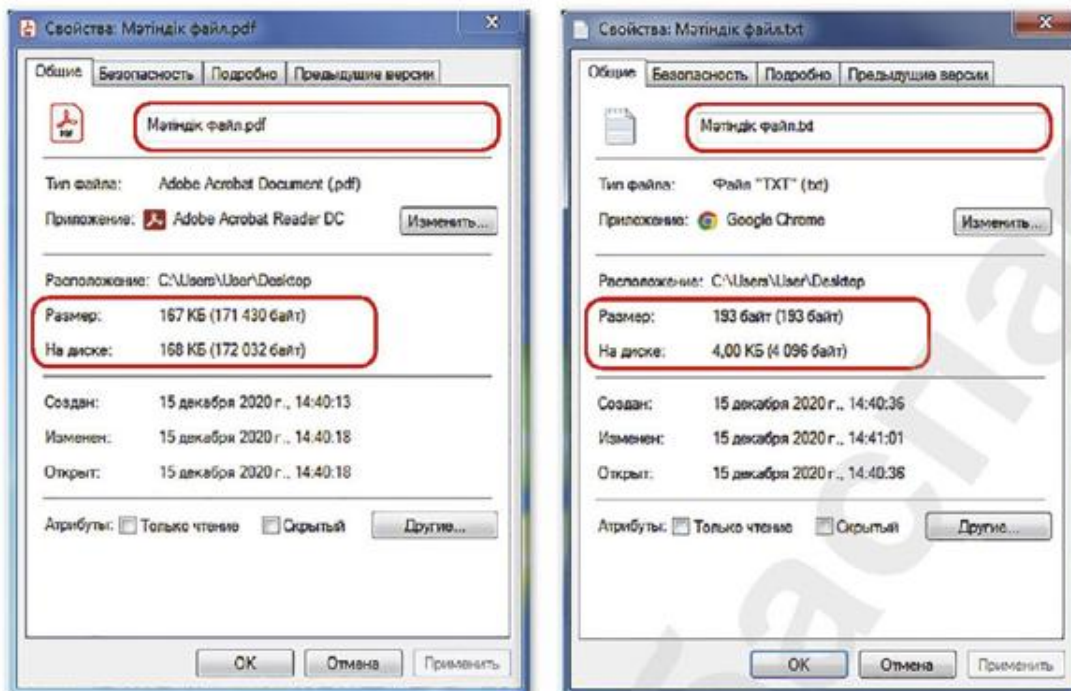 Свойства: Мәтіндік файл.pdf
Общие Безопасность Подробно Предыдущие версии
PDF
Мәтіндік файл.pdf
Тип файла: Adobe Acrobat Document (.pdf)
Приложение: Adobe Acrobat Reader DC Изменить...
Расположение: C:\Users\User\Desktop
Размер: 167 КБ (171 430 байт)
На диске: 168 КБ (172 032 байт)
Создан: 15 декабря 2020 г., 14:40:13
Изменен: 15 декабря 2020 г., 14:40:18
Открыт: 15 декабря 2020 г., 14:40:18
Атрибуты: Только чтение Скрытый Другие...
ОК Отмена Применить
Свойства: Мәтіндік файл.txt
Общие Безопасность Подробно Предыдущие версии
Мәтіндік файл.txt
Тип файла: Файл "TXT" (.txt)
Приложение: Google Chrome Изменить...
Расположение: C:\Users\User\Desktop
Размер: 193 байт (193 байт)
На диске: 4,00 КБ (4 096 байт)
Создан: 15 декабря 2020 г., 14:40:36
Изменен: 15 декабря 2020 г., 14:41:01
Открыт: 15 декабря 2020 г., 14:40:36
Атрибуты: Только чтение Скрытый Другие...
ОК Отмена Применить